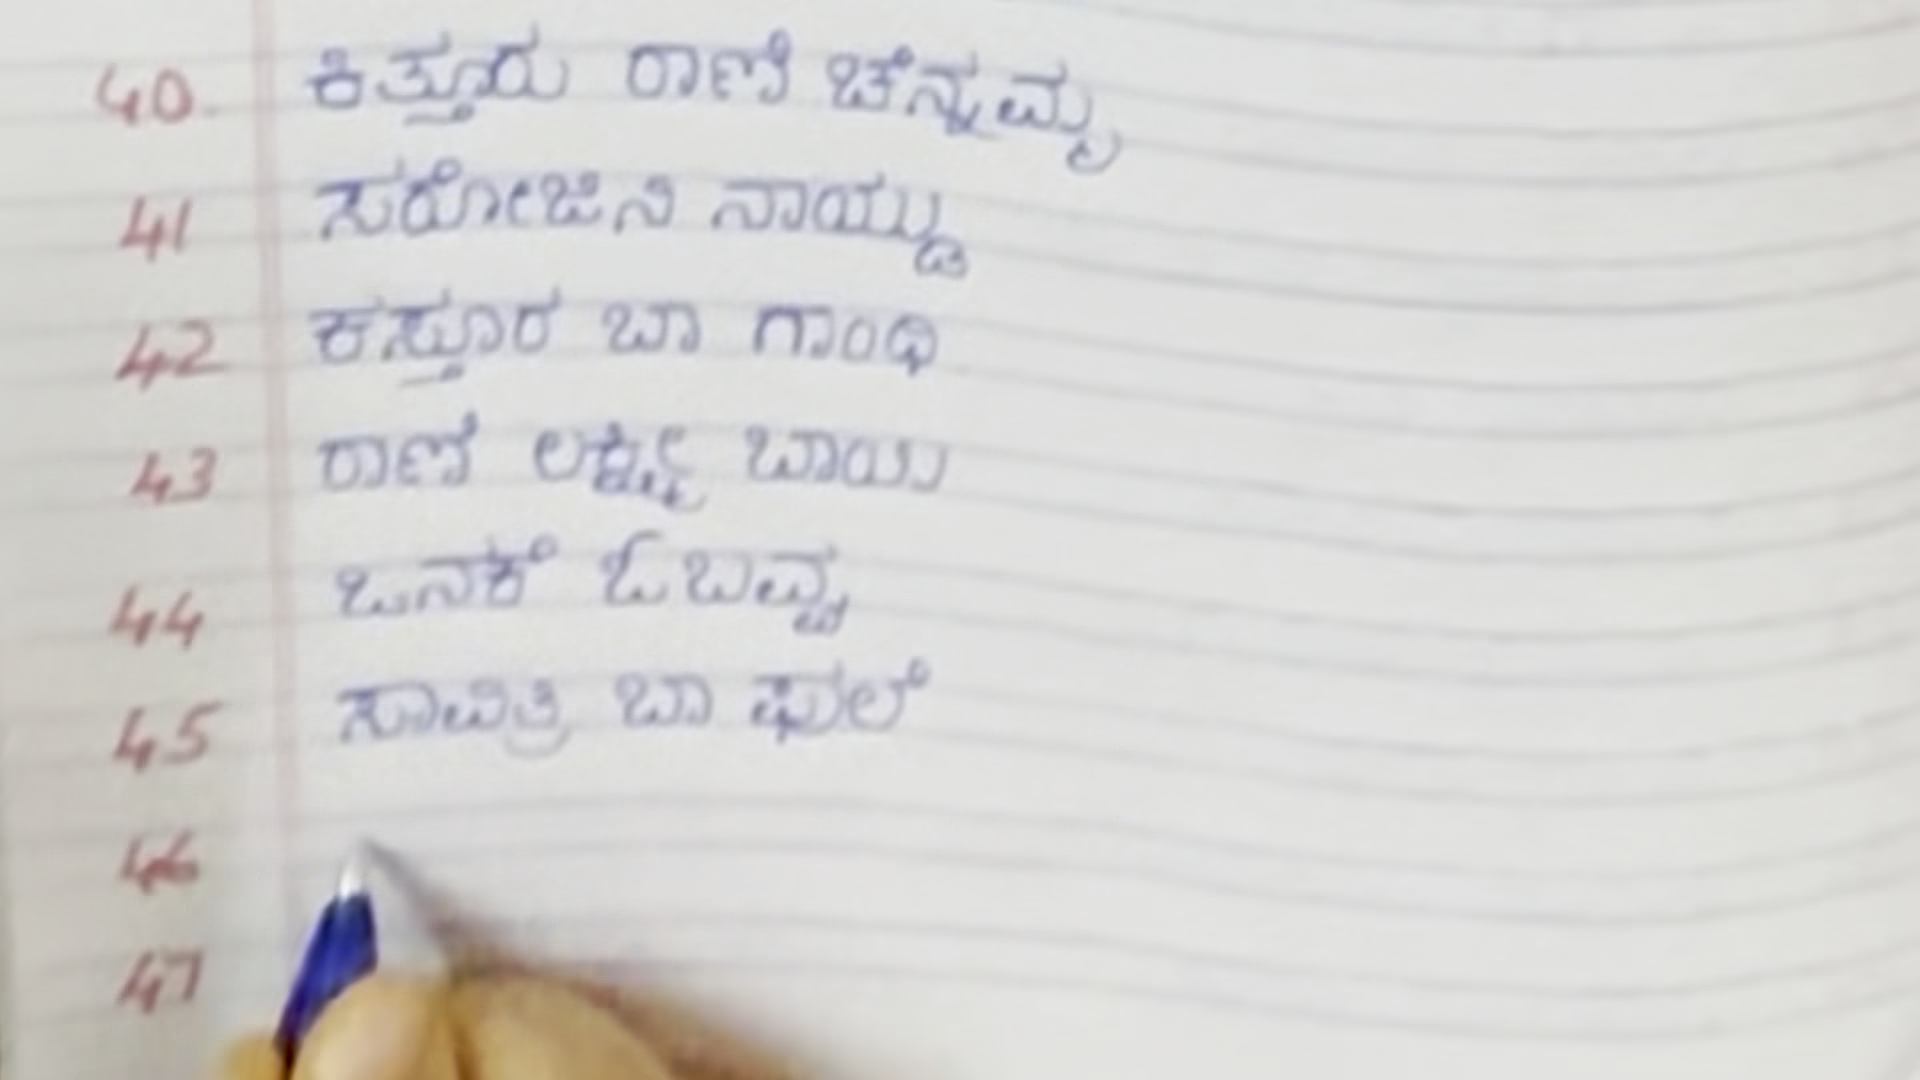 40. ಕಿತ್ತೂರು ರಾಣಿ ಚೆನ್ನಮ್ಮ
41 ಸರೋಜಿನಿ ನಾಯ್ಡು
42 ಕಸ್ತೂರ ಬಾ ಗಾಂಧಿ
43 ರಾಣಿ ಲಕ್ಷ್ಮೀ ಬಾಯಿ
44 ಒನಕೆ ಓಬವ್ವ
45 ಸಾವಿತ್ರಿ ಬಾ ಫುಲೆ
46
47